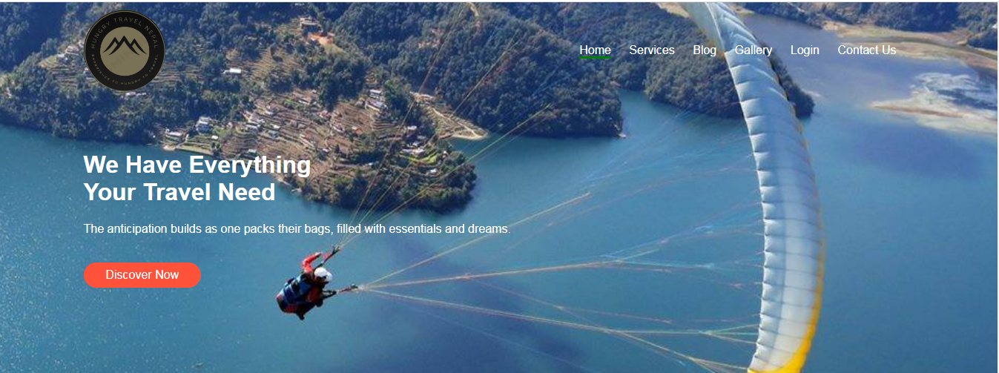 HUNGRY TRAVEL NEPAL
Home Services Blog Gallery Login Contact Us
We Have Everything
Your Travel Need
The anticipation builds as one packs their bags, filled with essentials and dreams.
Discover Now